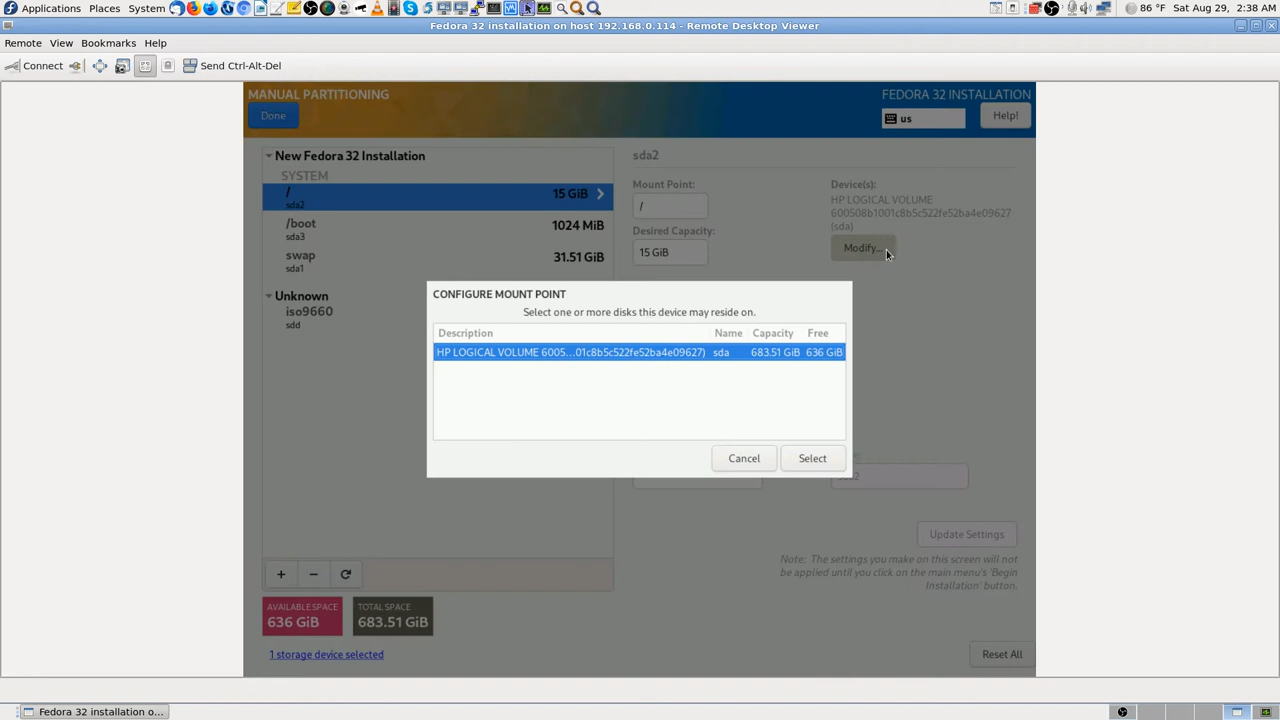 Applications Places System
86 °F Sat Aug 29, 2:38 AM
Fedora 32 installation on host 192.168.0.114 - Remote Desktop Viewer
Remote View Bookmarks Help
Connect Send Ctrl-Alt-Del
MANUAL PARTITIONING
FEDORA 32 INSTALLATION
Done
us
Help!
New Fedora 32 Installation
SYSTEM
/ 15 GiB
sda2
/boot 1024 MiB
sda3
swap 31.51 GiB
sda1
Unknown
iso9660
sdd
sda2
Mount Point:
/
Desired Capacity:
15 GiB
Device(s):
HP LOGICAL VOLUME
600508b1001c8b5c522fe52ba4e09627
(sda)
Modify...
CONFIGURE MOUNT POINT
Select one or more disks this device may reside on.
Description Name Capacity Free
HP LOGICAL VOLUME 6005...01c8b5c522fe52ba4e09627) sda 683.51 GiB 636 GiB
Cancel Select
sda2
Update Settings
Note: The settings you make on this screen will not
be applied until you click on the main menu's 'Begin
Installation' button.
+ −
AVAILABLE SPACE
636 GiB
TOTAL SPACE
683.51 GiB
1 storage device selected
Reset All
Fedora 32 installation o...